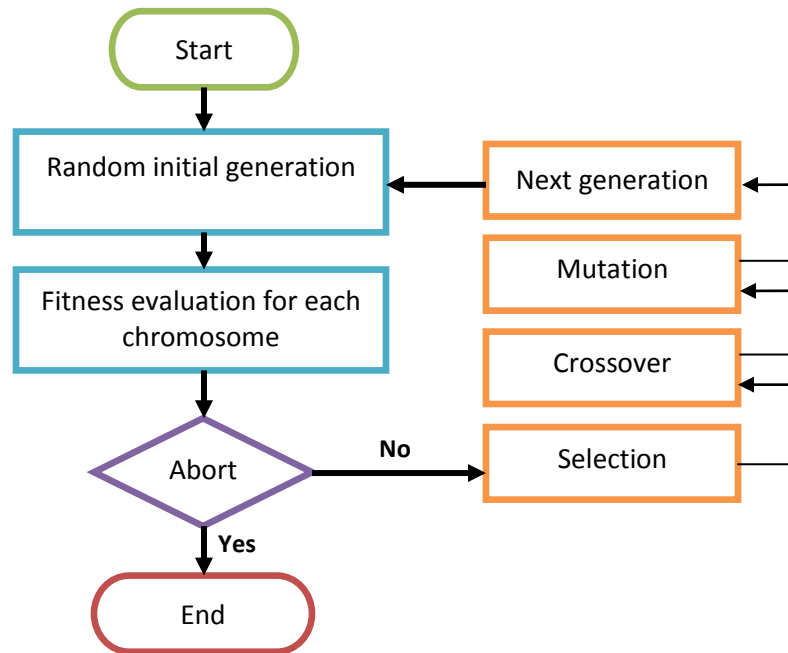 Start
Random initial generation
Fitness evaluation for each
chromosome
Abort
No
Yes
End
Next generation
Mutation
Crossover
Selection